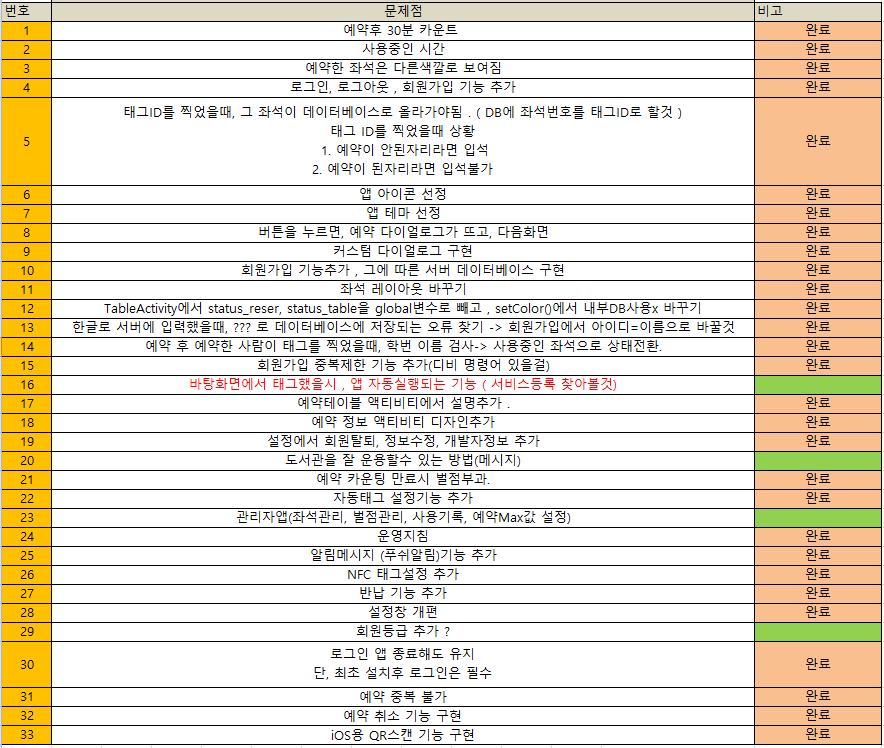 번호 문제점 비고
1 예약후 30분 카운트 완료
2 사용중인 시간 완료
3 예약한 좌석은 다른색깔로 보여짐 완료
4 로그인, 로그아웃 , 회원가입 기능 추가 완료
태그ID를 찍었을때, 그 좌석이 데이터베이스로 올라가야됨 . ( DB에 좌석번호를 태그ID로 할것 )
태그 ID를 찍었을때 상황
5 1. 예약이 안된자리라면 입석 완료
2. 예약이 된자리라면 입석불가
6 앱 아이콘 선정 완료
7 앱 테마 선정 완료
8 버튼을 누르면, 예약 다이얼로그가 뜨고, 다음화면 완료
9 커스텀 다이얼로그 구현 완료
10 회원가입 기능추가 , 그에 따른 서버 데이터베이스 구현 완료
11 좌석 레이아웃 바꾸기 완료
12 TableActivity에서 status_reser, status_table을 global변수로 빼고 , setColor()에서 내부DB사용x 바꾸기 완료
13 한글로 서버에 입력했을때, ??? 로 데이터베이스에 저장되는 오류 찾기 -> 회원가입에서 아이디=이름으로 바꿀것 완료
14 예약 후 예약한 사람이 태그를 찍었을때, 학번 이름 검사-> 사용중인 좌석으로 상태전환. 완료
15 회원가입 중복제한 기능 추가(디비 명령어 있을걸) 완료
16 바탕화면에서 태그했을시 , 앱 자동실행되는 기능 ( 서비스등록 찾아볼것)
17 예약테이블 액티비티에서 설명추가 . 완료
18 예약 정보 액티비티 디자인추가 완료
19 설정에서 회원탈퇴, 정보수정, 개발자정보 추가 완료
20 도서관을 잘 운용할수 있는 방법(메시지)
21 예약 카운팅 만료시 벌점부과. 완료
22 자동태그 설정기능 추가 완료
23 관리자앱(좌석관리, 벌점관리, 사용기록, 예약Max값 설정)
24 운영지침 완료
25 알림메시지 (푸쉬알림)기능 추가 완료
26 NFC 태그설정 추가 완료
27 반납 기능 추가 완료
28 설정창 개편 완료
29 회원등급 추가 ?
30 로그인 앱 종료해도 유지 완료
단, 최초 설치후 로그인은 필수
31 예약 중복 불가 완료
32 예약 취소 기능 구현 완료
33 iOS용 QR스캔 기능 구현 완료